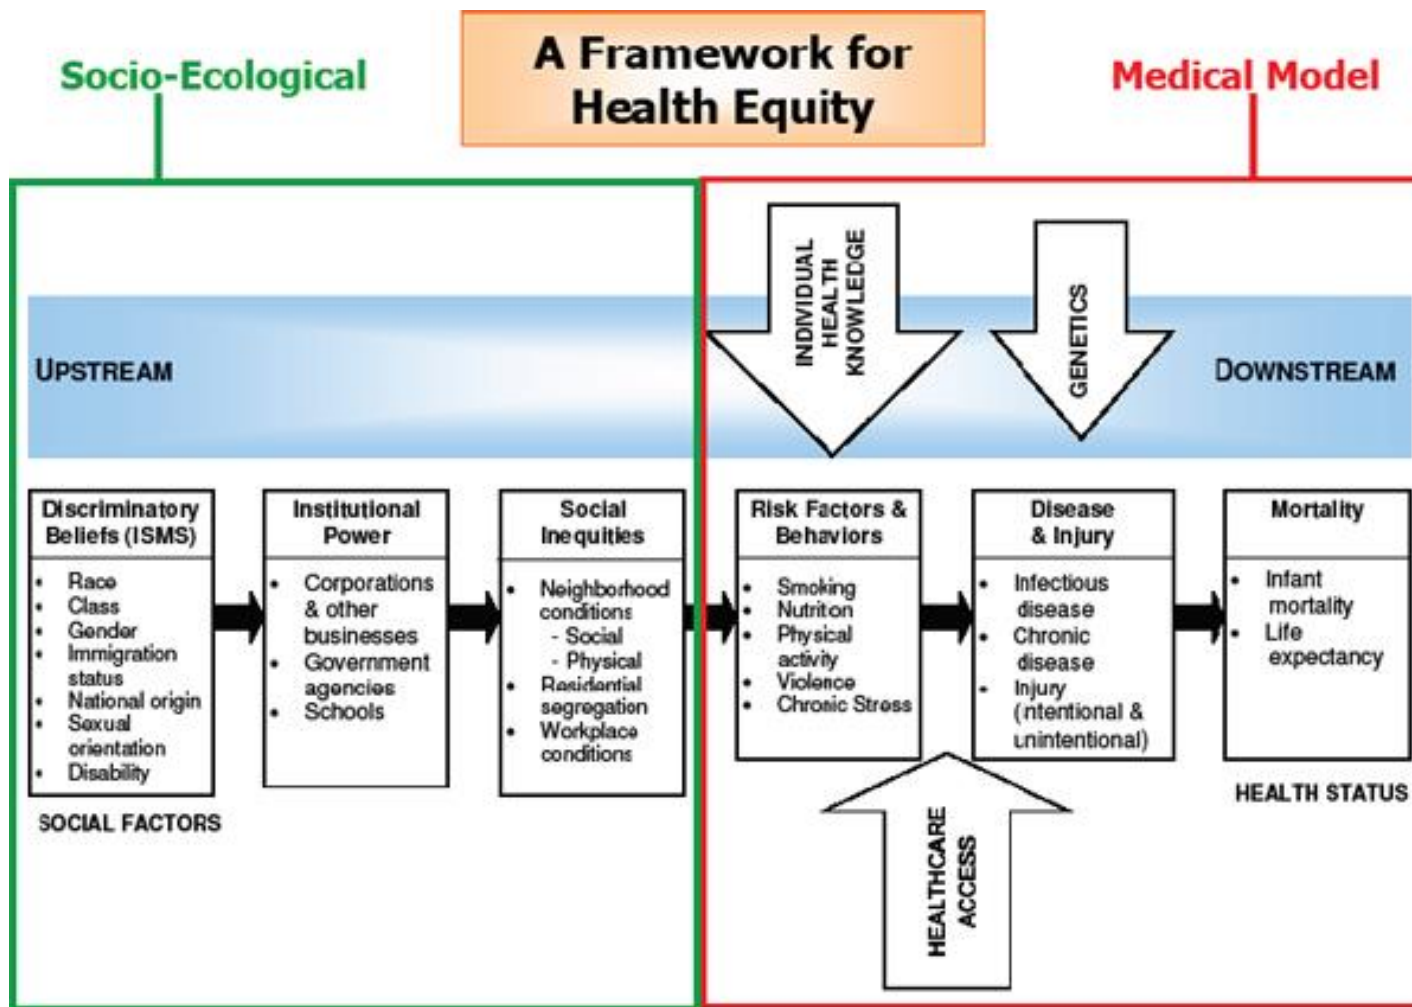 A Framework for
Health Equity
Socio-Ecological
Medical Model
UPSTREAM
DOWNSTREAM
INDIVIDUAL
HEALTH
KNOWLEDGE
GENETICS
Discriminatory
Beliefs (ISMS)
• Race
• Class
• Gender
• Immigration
status
• National origin
• Sexual
orientation
• Disability
SOCIAL FACTORS
Institutional
Power
• Corporations
& other
businesses
• Government
agencies
• Schools
Social
Inequities
• Neighborhood
conditions
- Social
- Physical
• Residential
segregation
• Workplace
conditions
Risk Factors &
Behaviors
• Smoking
• Nutrition
• Physical
activity
• Violence
• Chronic Stress
Disease
& Injury
• Infectious
disease
• Chronic
disease
• Injury
(intentional &
unintentional)
Mortality
• Infant
mortality
• Life
expectancy
HEALTH STATUS
HEALTHCARE
ACCESS